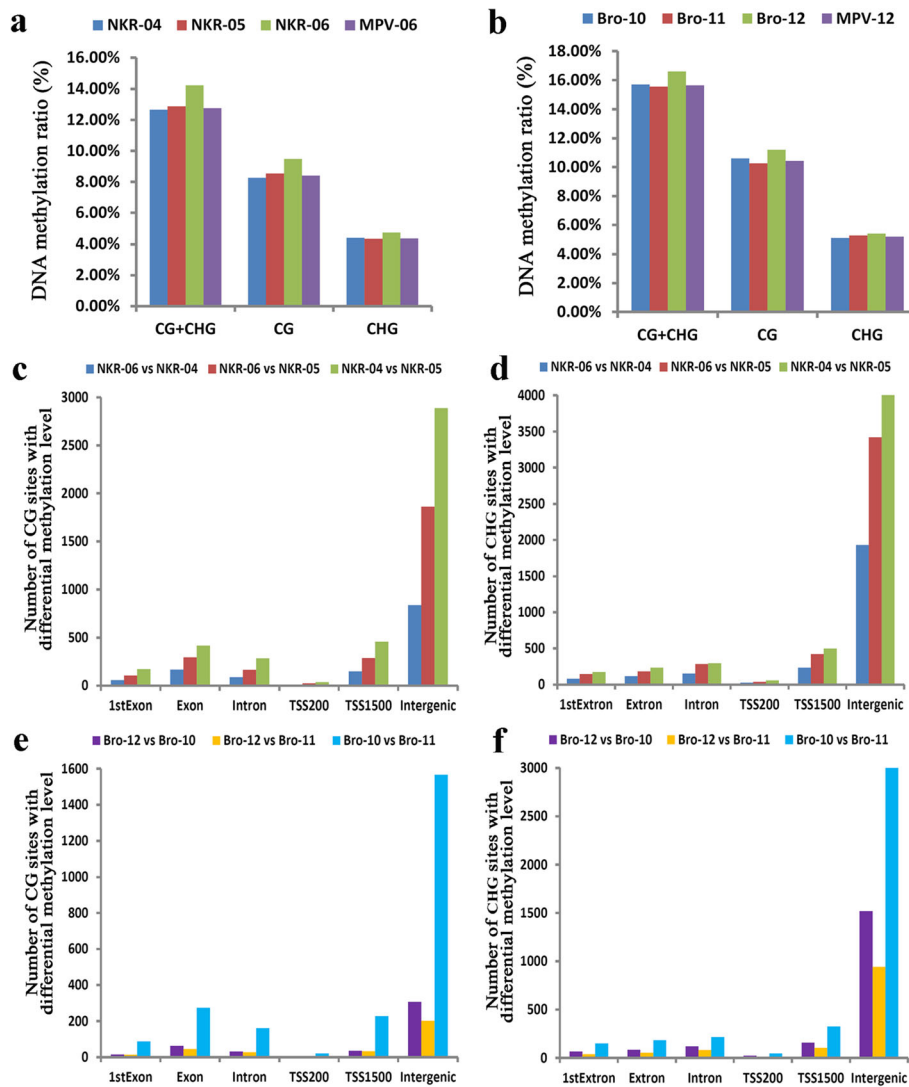 a
NKR-04 NKR-05 NKR-06 MPV-06
DNA methylation ratio (%)
16.00%
14.00%
12.00%
10.00%
8.00%
6.00%
4.00%
2.00%
0.00%
CG+CHG CG CHG
b
Bro-10 Bro-11 Bro-12 MPV-12
DNA methylation ratio (%)
18.00%
16.00%
14.00%
12.00%
10.00%
8.00%
6.00%
4.00%
2.00%
0.00%
CG+CHG CG CHG
c
NKR-06 vs NKR-04 NKR-06 vs NKR-05 NKR-04 vs NKR-05
Number of CG sites with
differential methylation level
3000
2500
2000
1500
1000
500
0
1stExon Exon Intron TSS200 TSS1500 Intergenic
d
NKR-06 vs NKR-04 NKR-06 vs NKR-05 NKR-04 vs NKR-05
Number of CHG sites with
differential methylation level
4000
3500
3000
2500
2000
1500
1000
500
0
1stExtron Extron Intron TSS200 TSS1500 Intergenic
e
Bro-12 vs Bro-10 Bro-12 vs Bro-11 Bro-10 vs Bro-11
Number of CG sites with
differential methylation level
1600
1400
1200
1000
800
600
400
200
0
1stExon Exon Intron TSS200 TSS1500 Intergenic
f
Bro-12 vs Bro-10 Bro-12 vs Bro-11 Bro-10 vs Bro-11
Number of CHG sites with
differential methylation level
3000
2500
2000
1500
1000
500
0
1stExtron Extron Intron TSS200 TSS1500 Intergenic